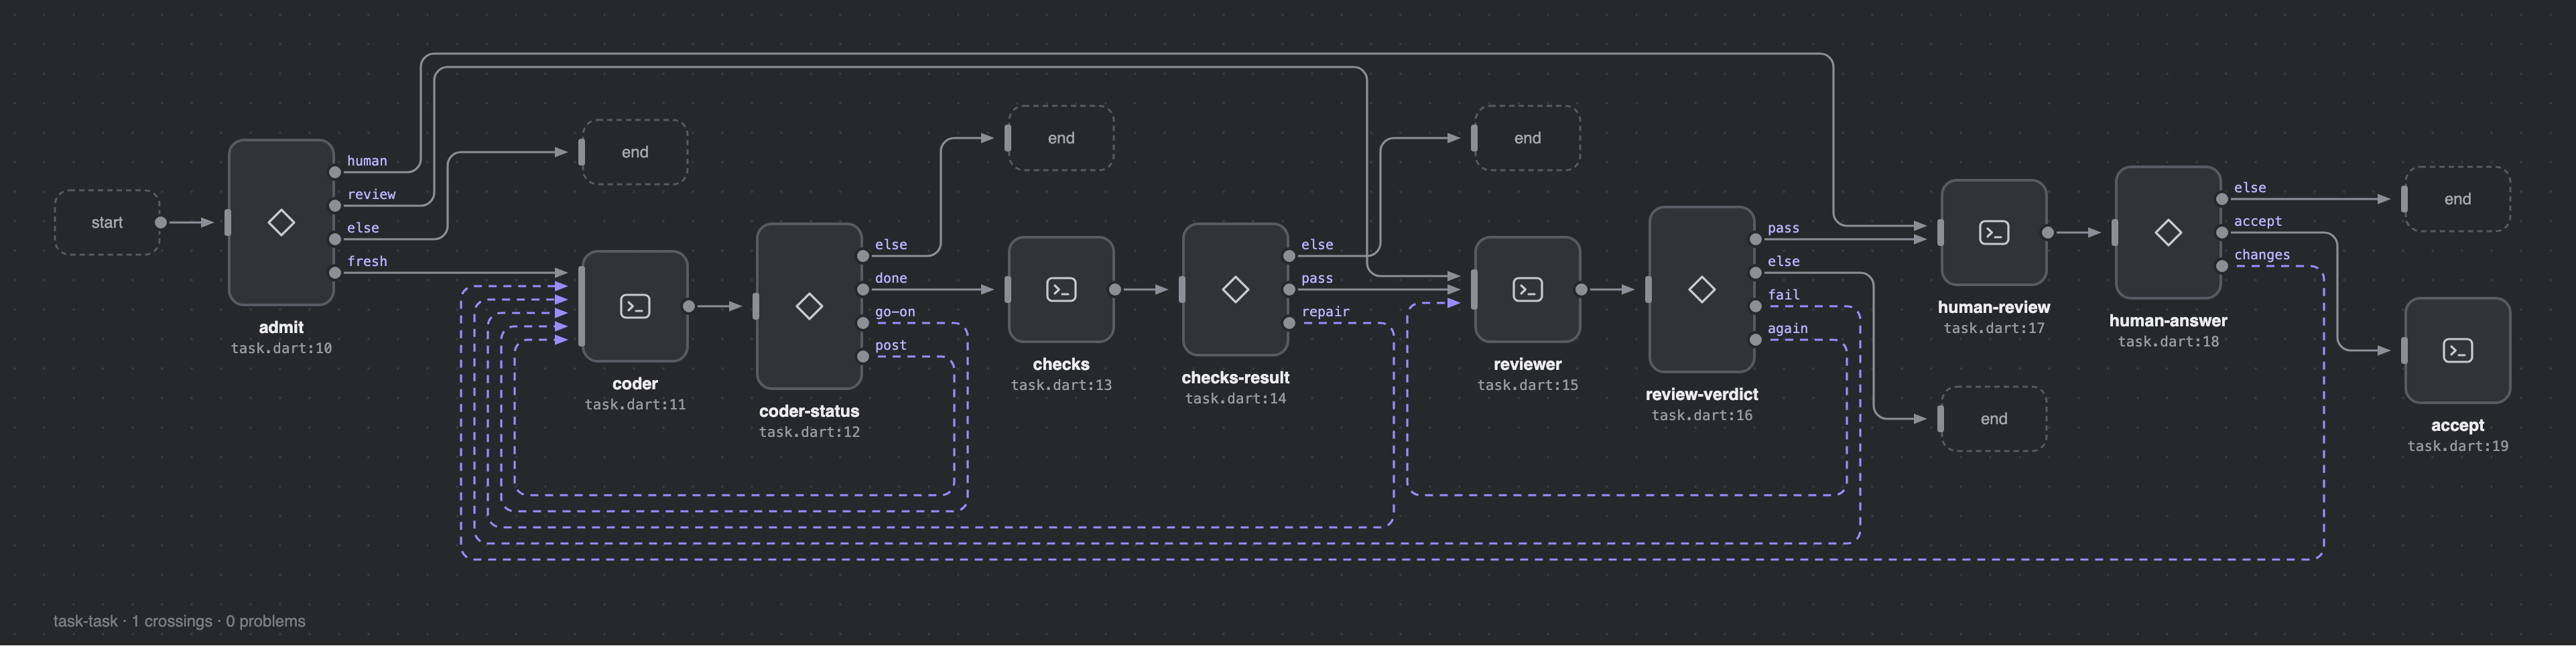 start
human
review
else
fresh
admit
task.dart:10
end
coder
task.dart:11
else
done
go-on
post
coder-status
task.dart:12
end
checks
task.dart:13
else
pass
repair
checks-result
task.dart:14
end
reviewer
task.dart:15
pass
else
fail
again
review-verdict
task.dart:16
human-review
task.dart:17
end
else
accept
changes
human-answer
task.dart:18
end
accept
task.dart:19
task-task · 1 crossings · 0 problems